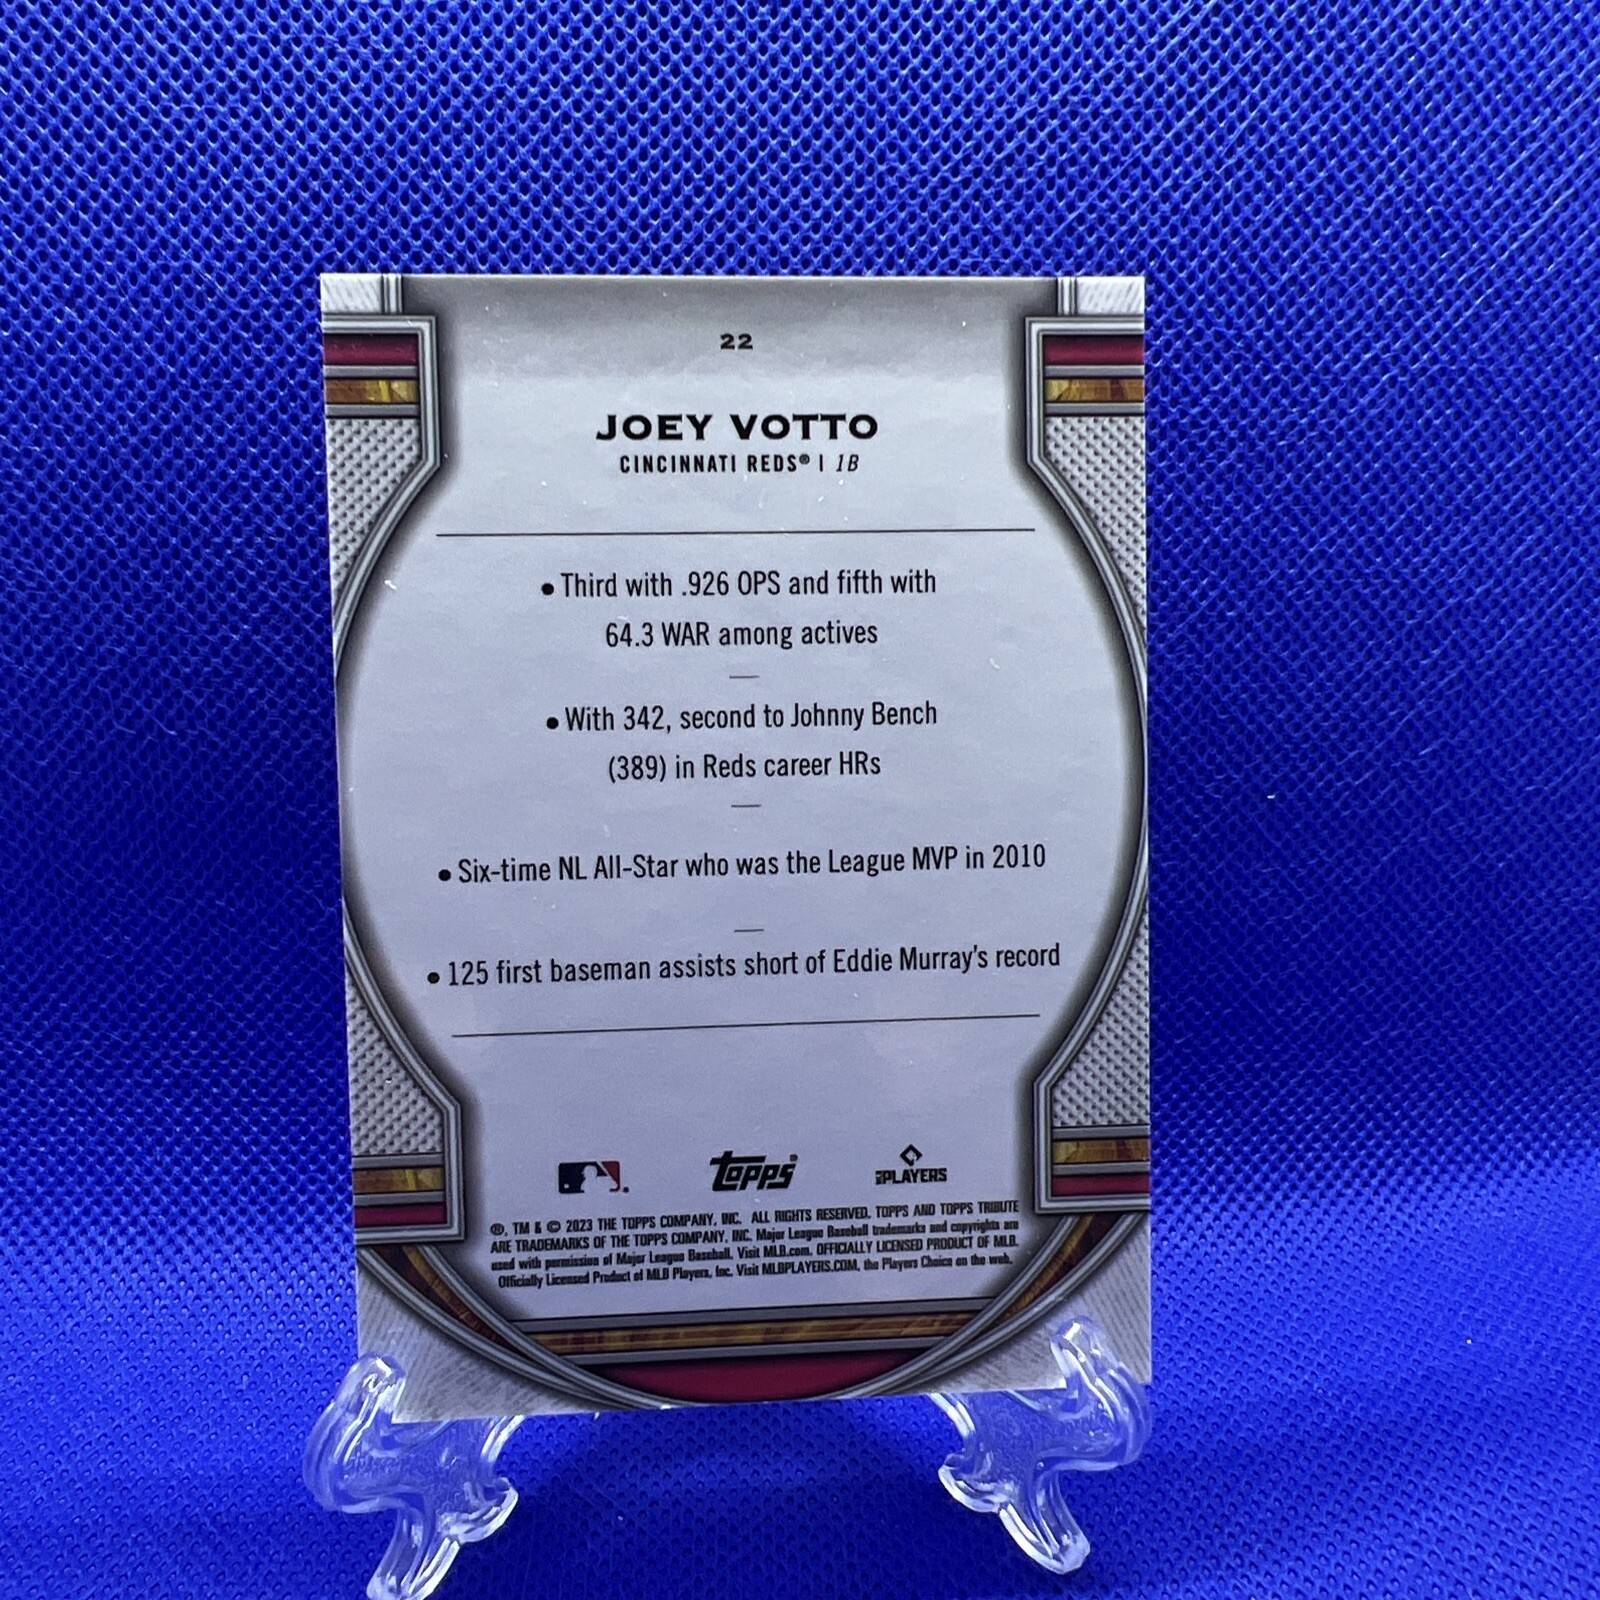 22
JOEY VOTTO
CINCINNATI REDS® | 1B
• Third with .926 OPS and fifth with
64.3 WAR among actives
• With 342, second to Johnny Bench
(389) in Reds career HRs
• Six-time NL All-Star who was the League MVP in 2010
• 125 first baseman assists short of Eddie Murray's record
topps®
MLB PLAYERS
®, TM & © 2023 THE TOPPS COMPANY, INC. ALL RIGHTS RESERVED. TOPPS AND TOPPS TRIBUTE
ARE TRADEMARKS OF THE TOPPS COMPANY, INC. Major League Baseball trademarks and copyrights are
used with permission of Major League Baseball. Visit MLB.com. OFFICIALLY LICENSED PRODUCT OF MLB.
Officially Licensed Product of MLB Players, Inc. Visit MLBPLAYERS.COM, the Players Choice on the web.